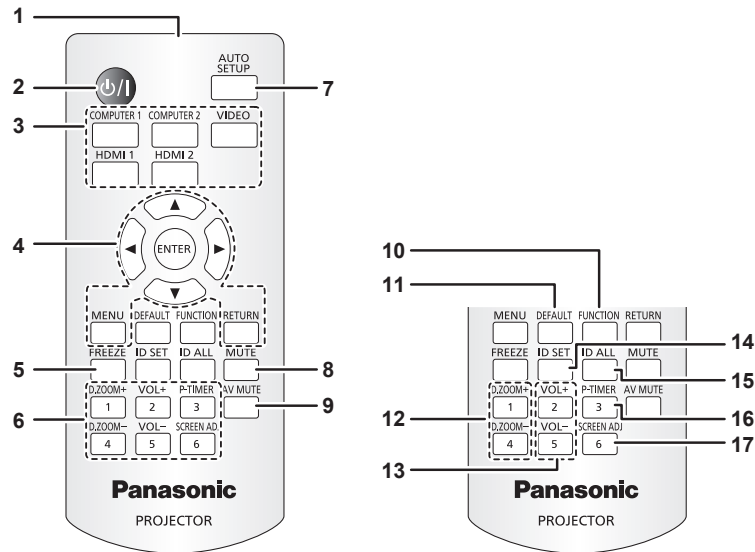 1
AUTO
SETUP
2
⏻/I
7
3
COMPUTER 1 COMPUTER 2 VIDEO
HDMI 1 HDMI 2
4
ENTER
MENU DEFAULT FUNCTION RETURN
FREEZE ID SET ID ALL MUTE
5
8
D.ZOOM+ VOL+ P-TIMER AV MUTE
1 2 3
9
6
D.ZOOM− VOL− SCREEN AD.
4 5 6
Panasonic
PROJECTOR
10
11
MENU DEFAULT FUNCTION RETURN
14
FREEZE ID SET ID ALL MUTE
15
D.ZOOM+ VOL+ P-TIMER AV MUTE
12
1 2 3
16
D.ZOOM− VOL− SCREEN ADJ
4 5 6
17
13
Panasonic
PROJECTOR